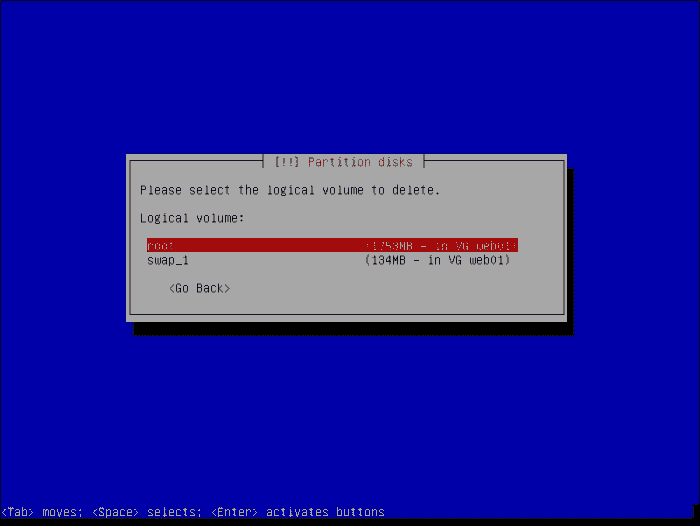 [!!] Partition disks
Please select the logical volume to delete.
Logical volume:
root (1753MB - in VG web01)
swap_1 (134MB - in VG web01)
<Go Back>
<Tab> moves; <Space> selects; <Enter> activates buttons